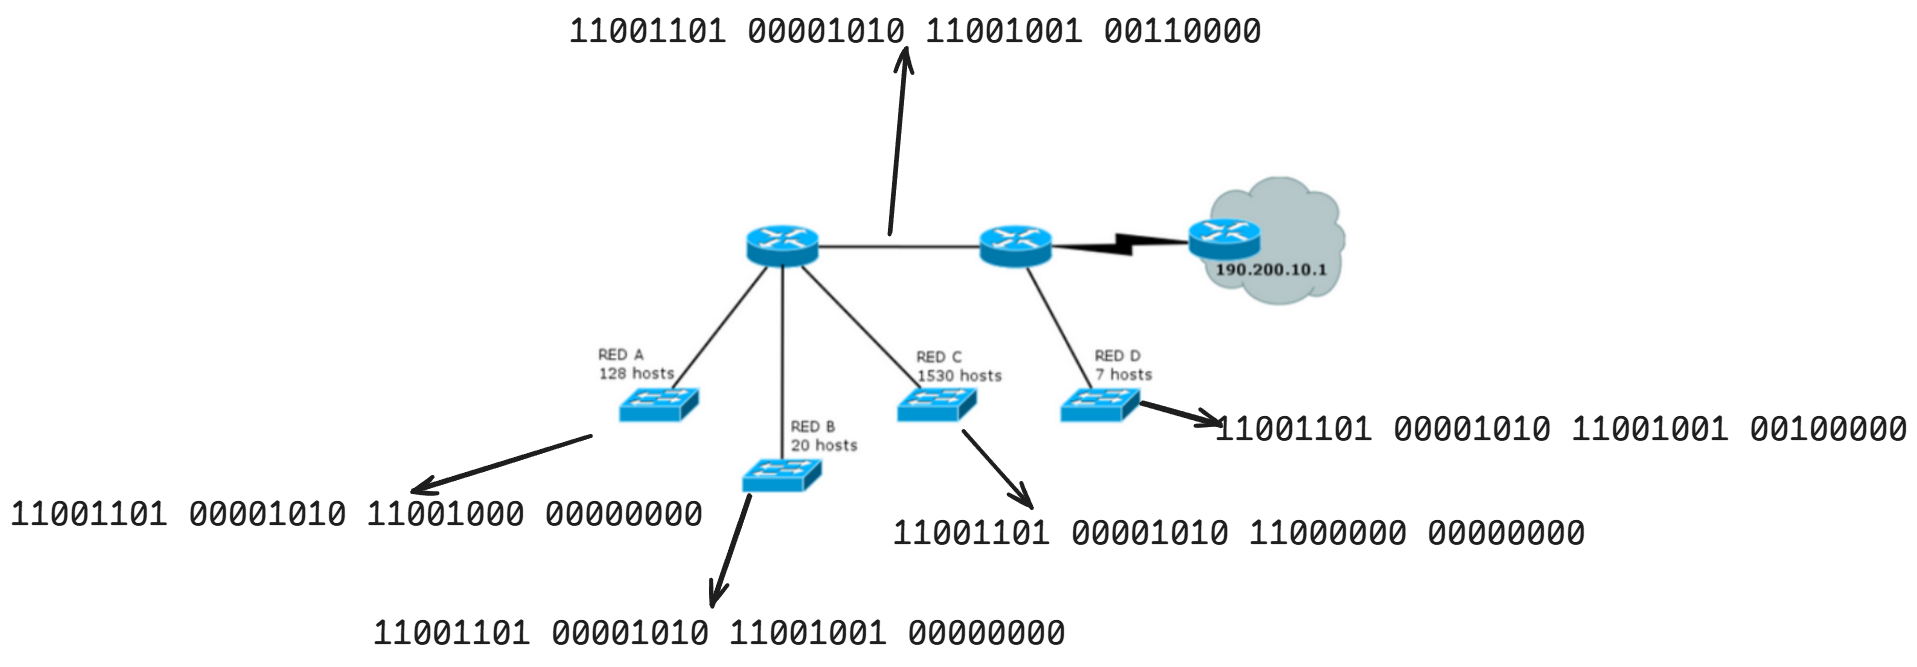 11001101 00001010 11001001 00110000
190.200.10.1
RED A
128 hosts
RED C
1530 hosts
RED D
7 hosts
RED B
20 hosts
11001101 00001010 11001001 00100000
11001101 00001010 11001000 00000000
11001101 00001010 11000000 00000000
11001101 00001010 11001001 00000000